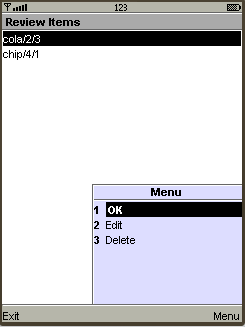 123
Review Items
cola/2/3
chip/4/1
Menu
1 OK
2 Edit
3 Delete
Exit Menu